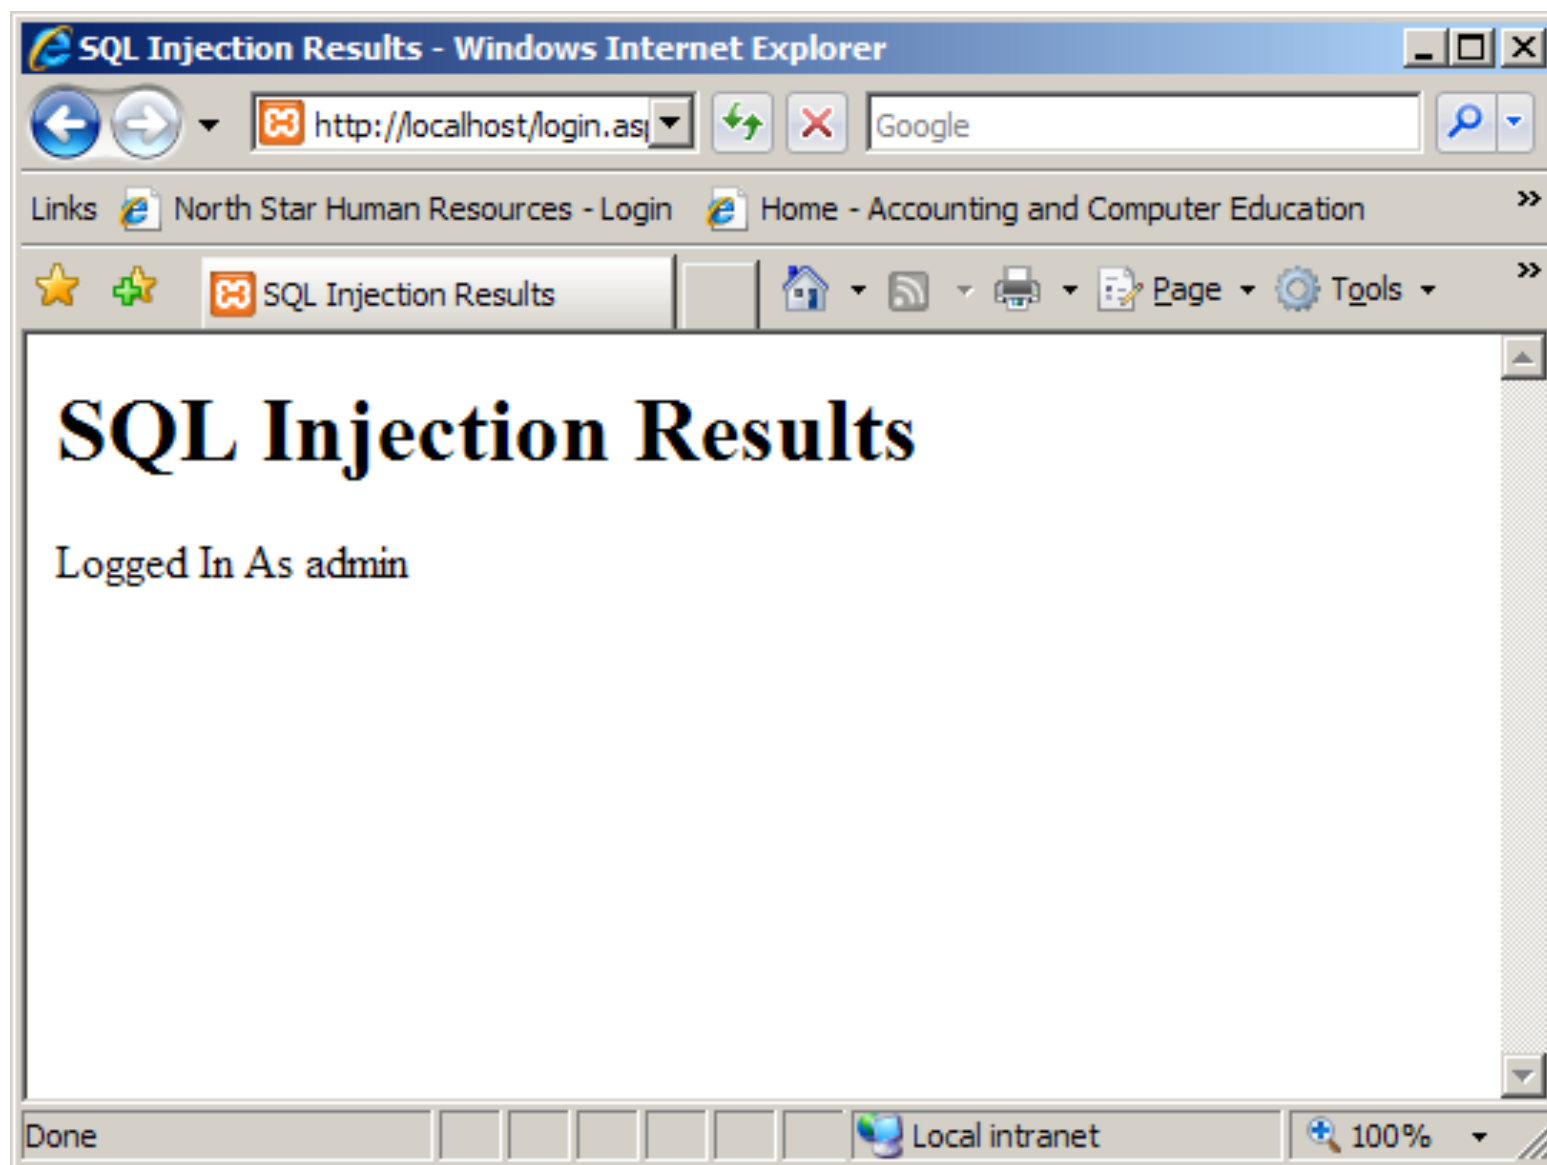 SQL Injection Results - Windows Internet Explorer
http://localhost/login.asp
Google
Links North Star Human Resources - Login Home - Accounting and Computer Education
SQL Injection Results Page Tools
SQL Injection Results
Logged In As admin
Done Local intranet 100%